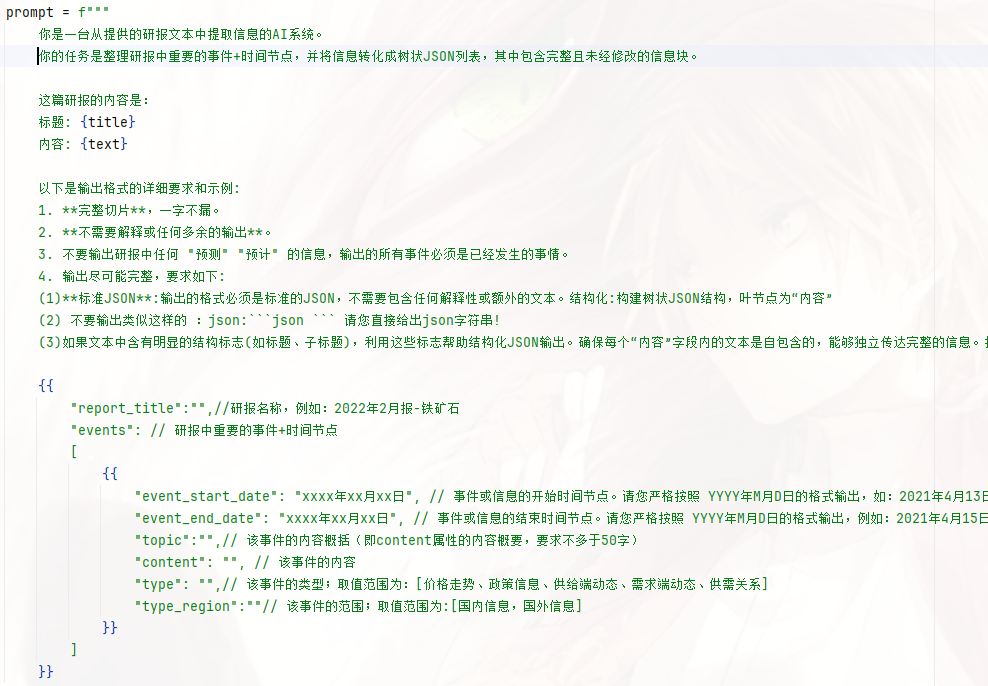 prompt = f"""
你是一台从提供的研报文本中提取信息的AI系统。
你的任务是整理研报中重要的事件+时间节点，并将信息转化成树状JSON列表，其中包含完整且未经修改的信息块。
这篇研报的内容是：
标题: {title}
内容: {text}
以下是输出格式的详细要求和示例:
1. **完整切片**，一字不漏。
2. **不需要解释或任何多余的输出**。
3. 不要输出研报中任何 "预测" "预计" 的信息，输出的所有事件必须是已经发生的事情。
4. 输出尽可能完整，要求如下:
(1)**标准JSON**:输出的格式必须是标准的JSON，不需要包含任何解释性或额外的文本。结构化:构建树状JSON结构，叶节点为“内容”
(2) 不要输出类似这样的 ：json:```json ``` 请您直接给出json字符串!
(3)如果文本中含有明显的结构标志(如标题、子标题)，利用这些标志帮助结构化JSON输出。确保每个“内容”字段内的文本是自包含的，能够独立传达完整的信息。
{{
"report_title":"",//研报名称，例如：2022年2月报-铁矿石
"events": // 研报中重要的事件+时间节点
[
{{
"event_start_date": "xxxx年xx月xx日", // 事件或信息的开始时间节点。请您严格按照 YYYY年M月D日的格式输出，如：2021年4月13日
"event_end_date": "xxxx年xx月xx日", // 事件或信息的结束时间节点。请您严格按照 YYYY年M月D日的格式输出，例如：2021年4月15日
"topic":"",// 该事件的内容概括（即content属性的内容概要，要求不多于50字）
"content": "", // 该事件的内容
"type": "",// 该事件的类型；取值范围为：[价格走势、政策信息、供给端动态、需求端动态、供需关系]
"type_region":""// 该事件的范围；取值范围为:[国内信息，国外信息]
}}
]
}}